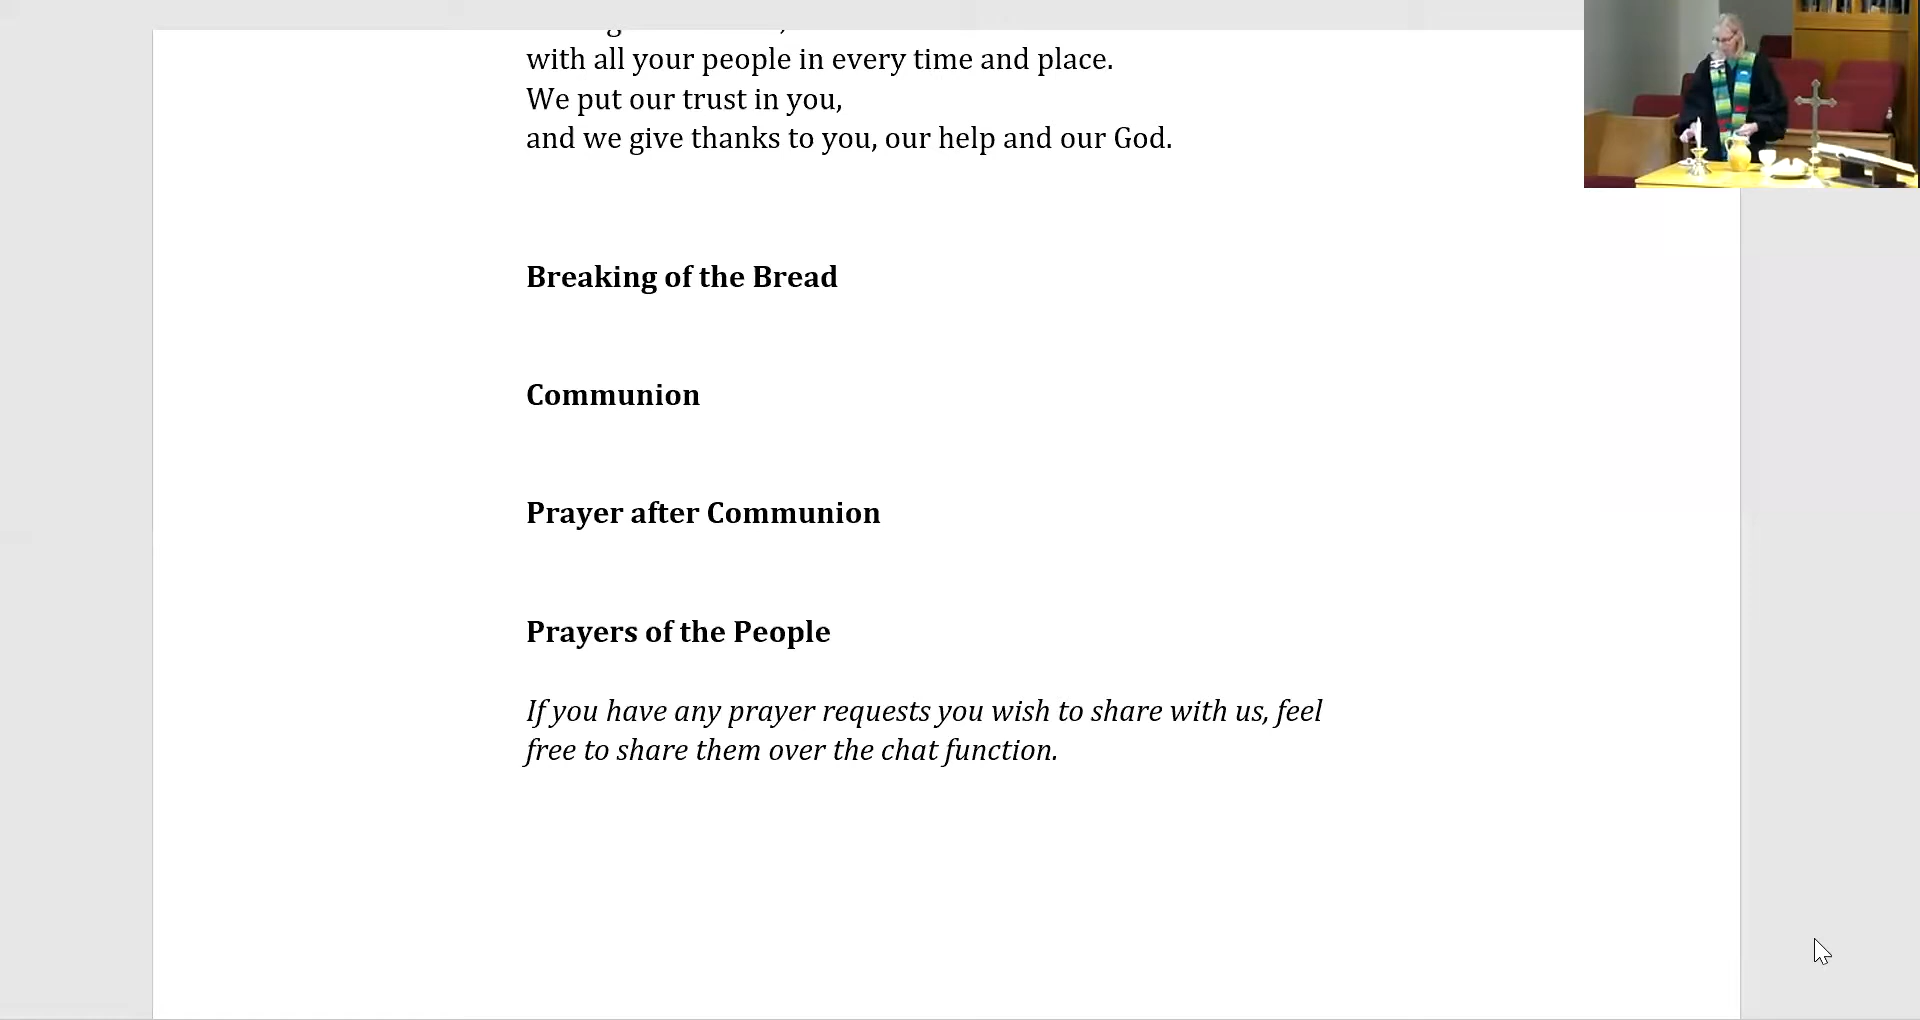 with all your people in every time and place.
We put our trust in you,
and we give thanks to you, our help and our God.
Breaking of the Bread
Communion
Prayer after Communion
Prayers of the People
If you have any prayer requests you wish to share with us, feel
free to share them over the chat function.